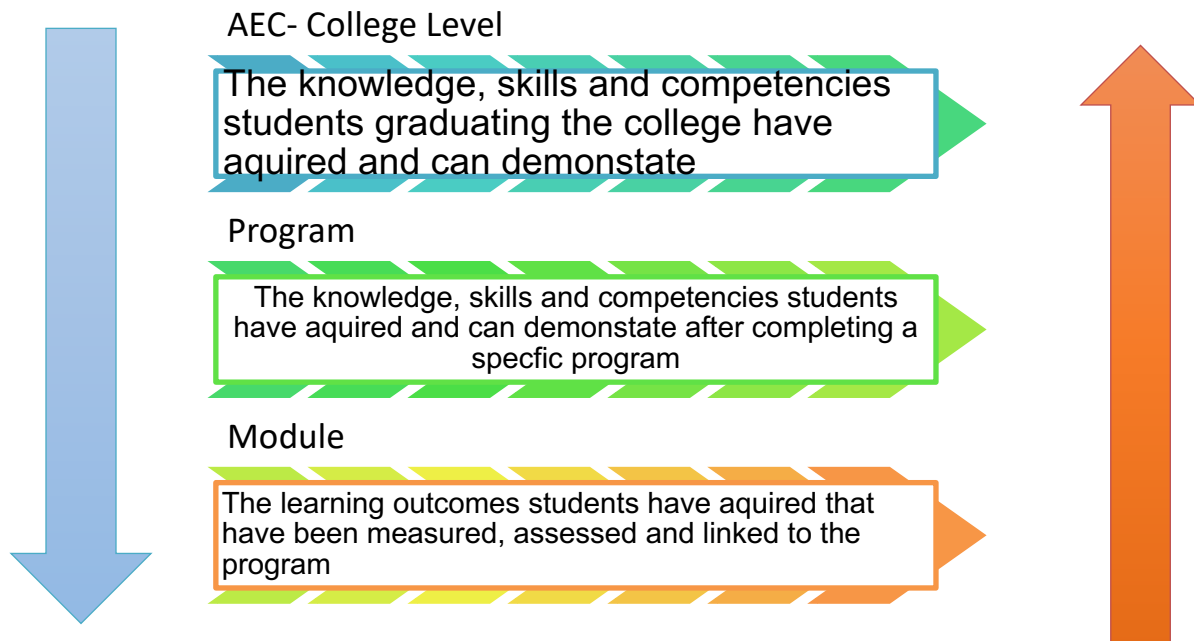 AEC- College Level
The knowledge, skills and competencies
students graduating the college have
aquired and can demonstate
Program
The knowledge, skills and competencies students
have aquired and can demonstate after completing a
specfic program
Module
The learning outcomes students have aquired that
have been measured, assessed and linked to the
program